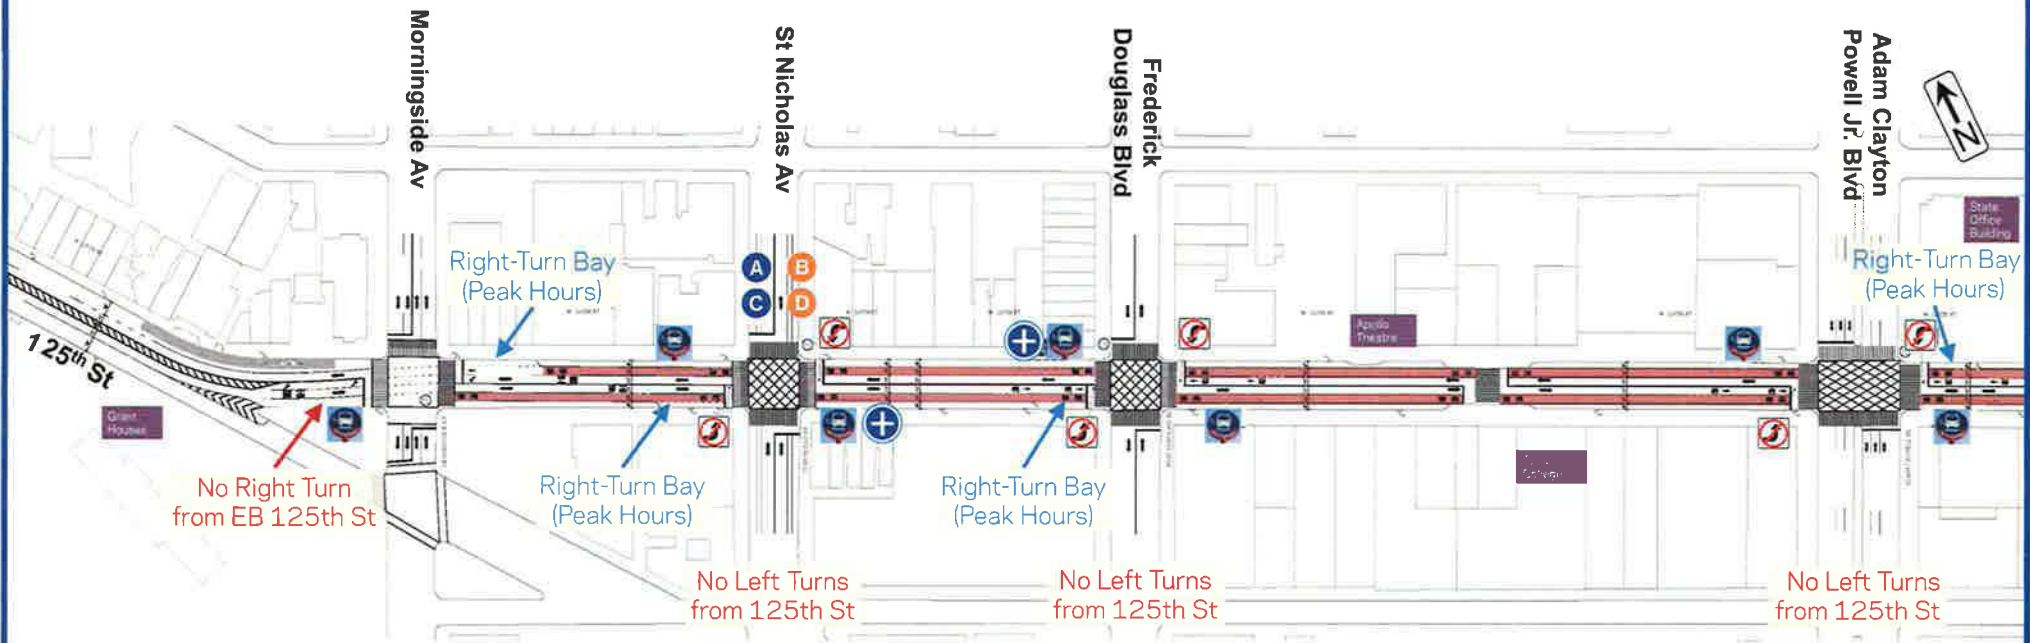 Morningside Av
St Nicholas Av
Frederick
Douglass Blvd
Adam Clayton
Powell Jr. Blvd
N
State
Office
Building
Right-Turn Bay
(Peak Hours)
A
B
C
D
Right-Turn Bay
(Peak Hours)
Apollo
Theatre
125th St
Grant
Houses
No Right Turn
from EB 125th St
Right-Turn Bay
(Peak Hours)
Right-Turn Bay
(Peak Hours)
No Left Turns
from 125th St
No Left Turns
from 125th St
No Left Turns
from 125th St